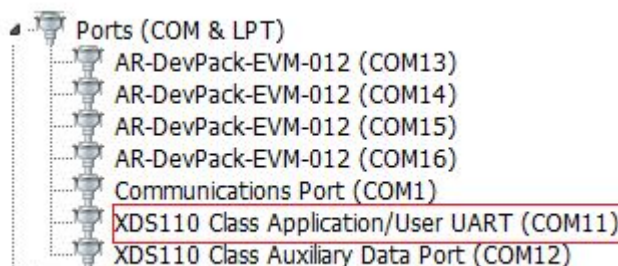 Ports (COM & LPT)
AR-DevPack-EVM-012 (COM13)
AR-DevPack-EVM-012 (COM14)
AR-DevPack-EVM-012 (COM15)
AR-DevPack-EVM-012 (COM16)
Communications Port (COM1)
XDS110 Class Application/User UART (COM11)
XDS110 Class Auxiliary Data Port (COM12)